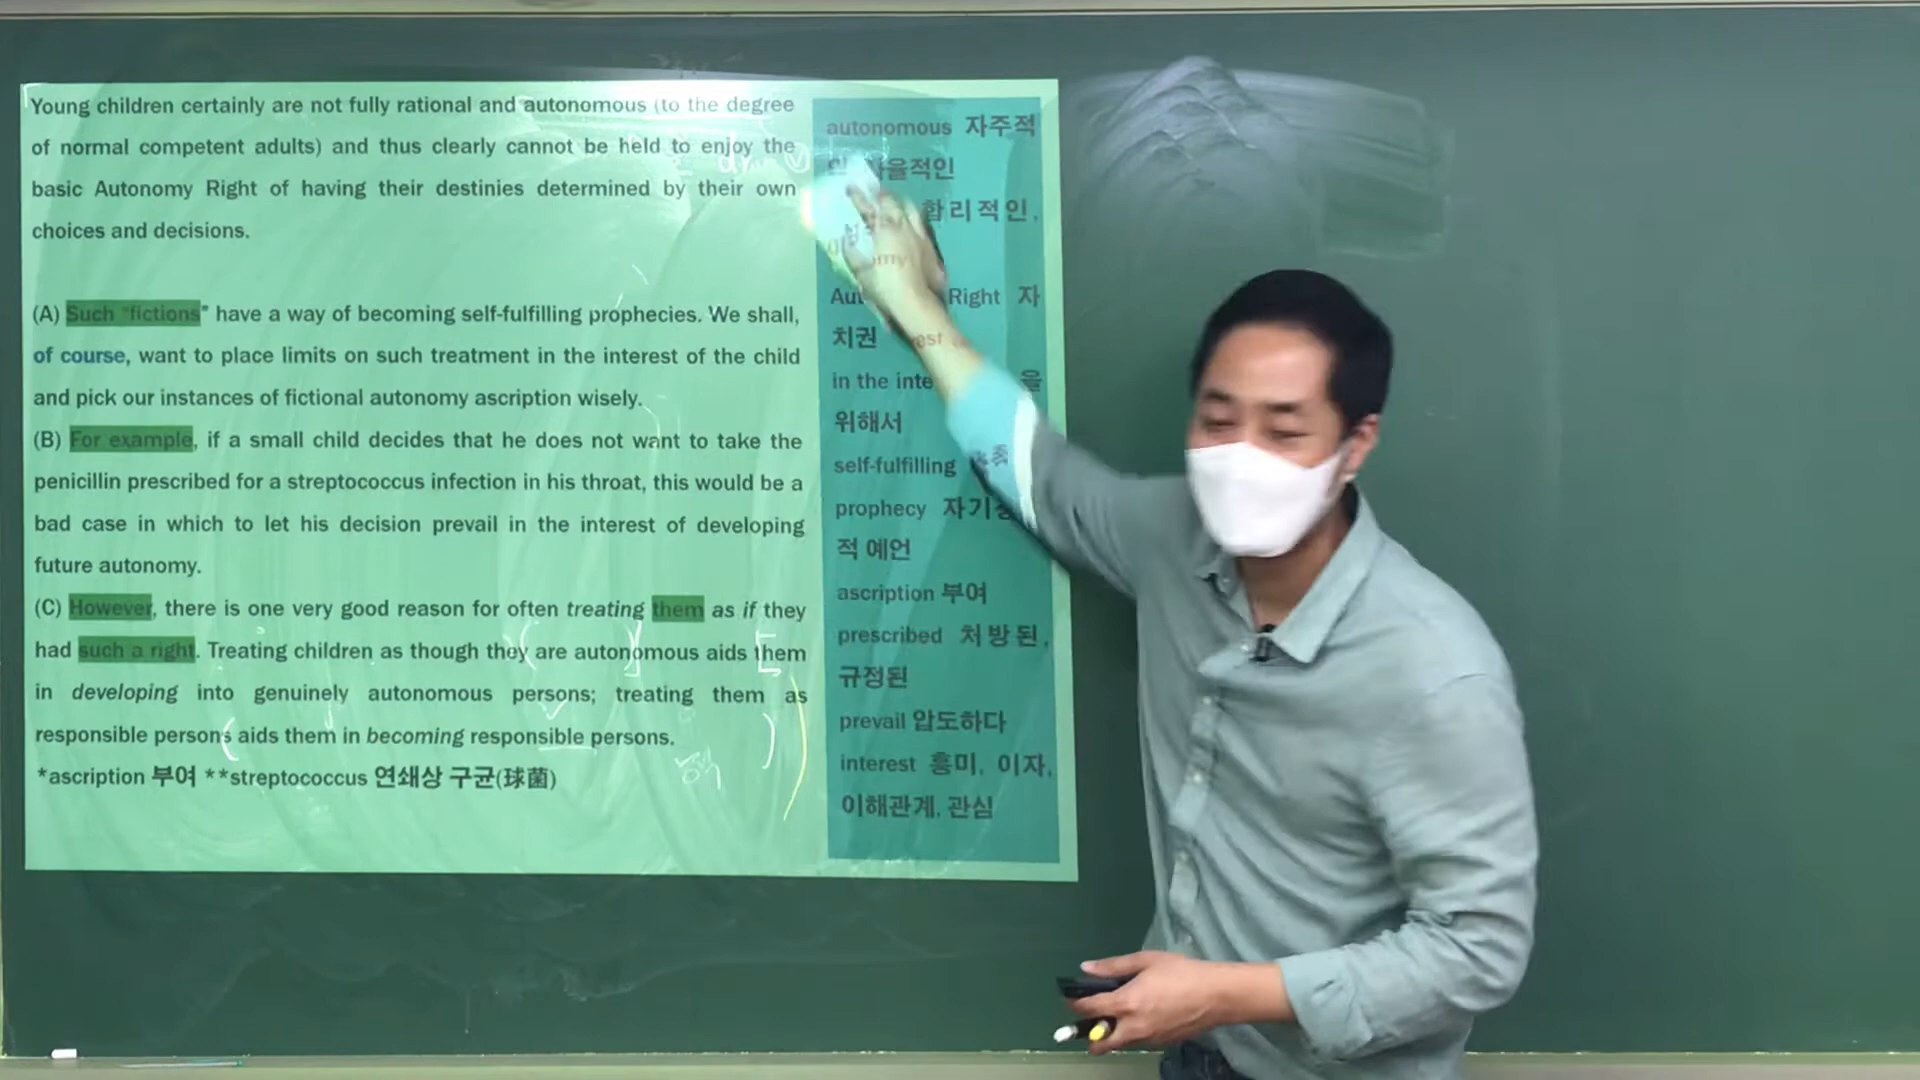 Young children certainly are not fully rational and autonomous (to the degree
of normal competent adults) and thus clearly cannot be held to enjoy the
basic Autonomy Right of having their destinies determined by their own
choices and decisions.
(A) Such "fictions" have a way of becoming self-fulfilling prophecies. We shall,
of course, want to place limits on such treatment in the interest of the child
and pick our instances of fictional autonomy ascription wisely.
(B) For example, if a small child decides that he does not want to take the
penicillin prescribed for a streptococcus infection in his throat, this would be a
bad case in which to let his decision prevail in the interest of developing
future autonomy.
(C) However, there is one very good reason for often treating them as if they
had such a right. Treating children as though they are autonomous aids them
in developing into genuinely autonomous persons; treating them as
responsible persons aids them in becoming responsible persons.
*ascription 부여 **streptococcus 연쇄상 구균(球菌)
autonomous 자주적
율적인
합리적인,
Right 자
치권
in the 을
위해서
self-fulfilling
prophecy
적 예언
ascription 부여
prescribed 처방된,
규정된
prevail 압도하다
interest 흥미, 이자,
이해관계, 관심